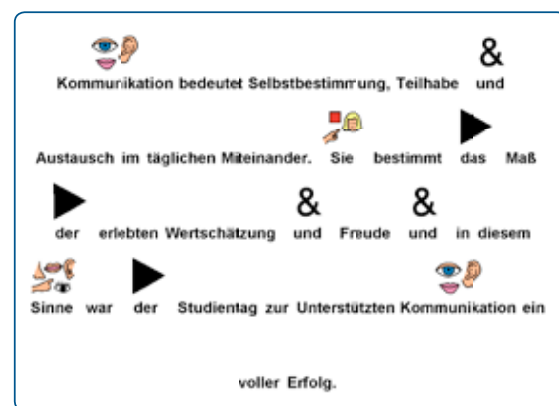 &
Kommunikation bedeutet Selbstbestimmung, Teilhabe und
Austausch im täglichen Miteinander. Sie bestimmt das Maß
& &
der erlebten Wertschätzung und Freude und in diesem
Sinne war der Studientag zur Unterstützten Kommunikation ein
voller Erfolg.